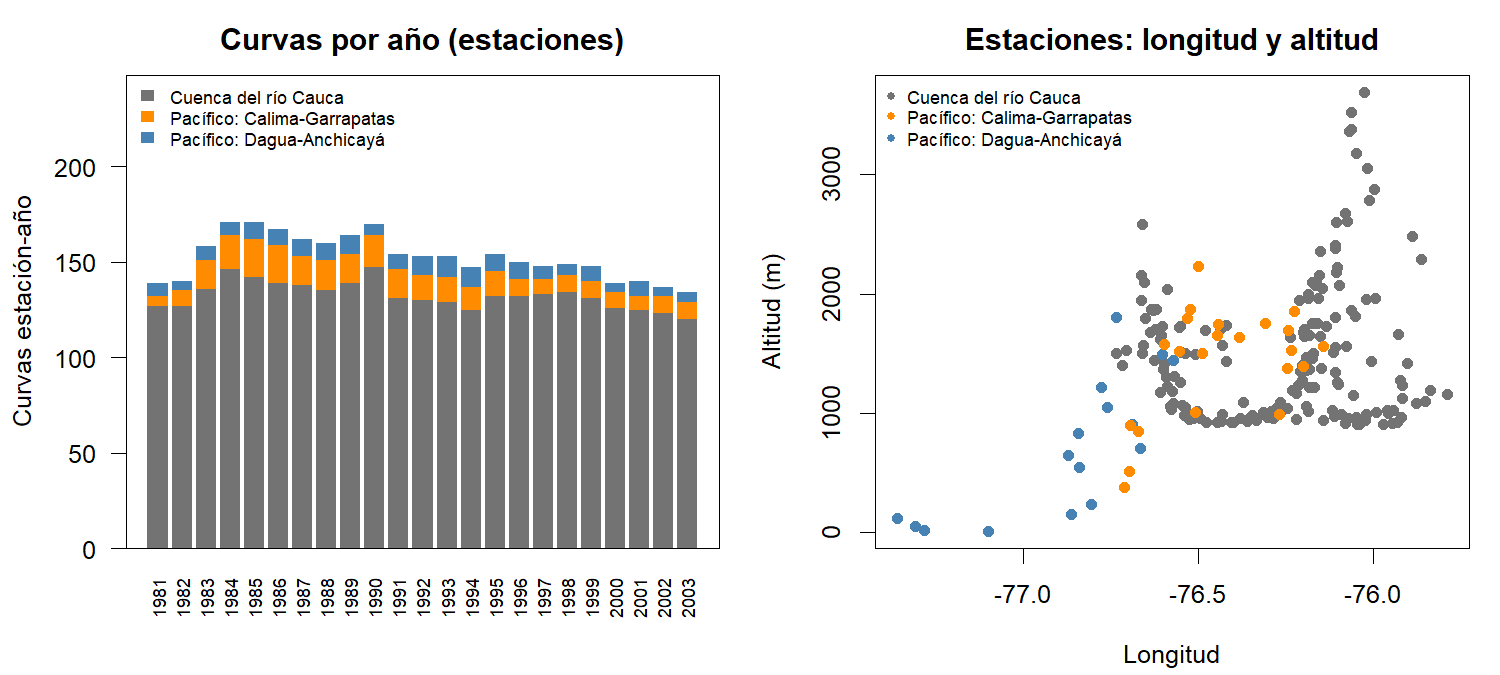 Curvas por año (estaciones)
Cuenca del río Cauca
Pacífico: Calima-Garrapatas
Pacífico: Dagua-Anchicayá
Curvas estación-año
200
150
100
50
0
1981 1982 1983 1984 1985 1986 1987 1988 1989 1990 1991 1992 1993 1994 1995 1996 1997 1998 1999 2000 2001 2002 2003
Estaciones: longitud y altitud
Cuenca del río Cauca
Pacífico: Calima-Garrapatas
Pacífico: Dagua-Anchicayá
Altitud (m)
3000
2000
1000
0
-77.0 -76.5 -76.0
Longitud